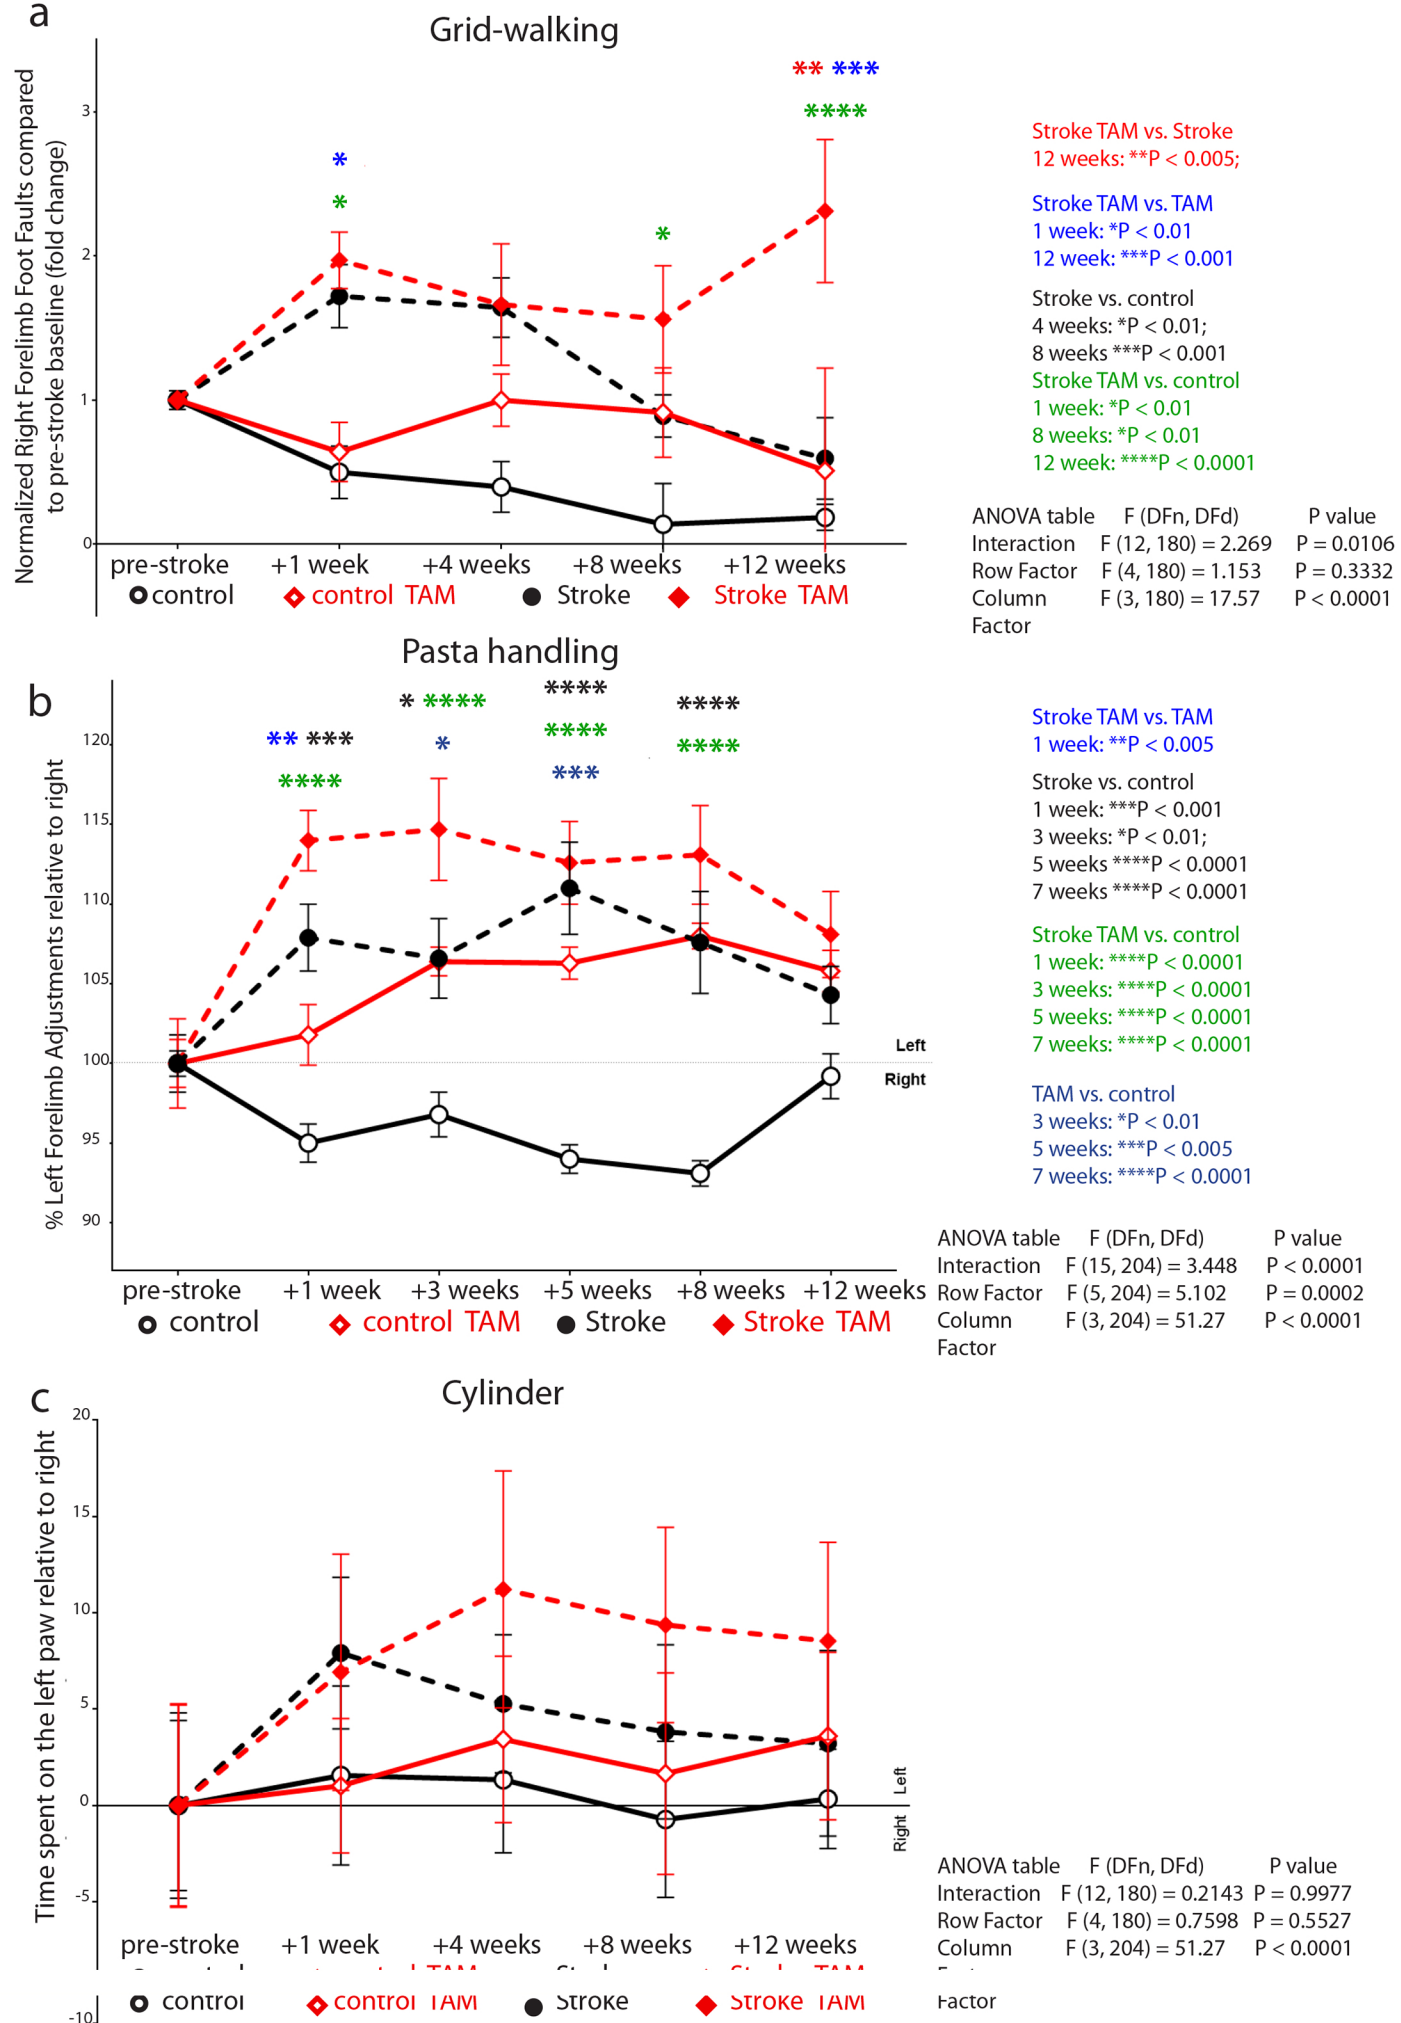 a
Grid-walking
Normalized Right Forelimb Foot Faults compared
to pre-stroke baseline (fold change)
3
2
1
0
** ***
****
*
*
*
pre-stroke +1 week +4 weeks +8 weeks +12 weeks
control control TAM Stroke Stroke TAM
Stroke TAM vs. Stroke
12 weeks: **P < 0.005;
Stroke TAM vs. TAM
1 week: *P < 0.01
12 week: ***P < 0.001
Stroke vs. control
4 weeks: *P < 0.01;
8 weeks ***P < 0.001
Stroke TAM vs. control
1 week: *P < 0.01
8 weeks: *P < 0.01
12 week: ****P < 0.0001
ANOVA table F (DFn, DFd) P value
Interaction F (12, 180) = 2.269 P = 0.0106
Row Factor F (4, 180) = 1.153 P = 0.3332
Column F (3, 180) = 17.57 P < 0.0001
Factor
b
Pasta handling
% Left Forelimb Adjustments relative to right
120
115
110
105
100
95
90
** ***
****
* ****
*
****
****
***
****
****
Left
Right
pre-stroke +1 week +3 weeks +5 weeks +8 weeks +12 weeks
control control TAM Stroke Stroke TAM
Stroke TAM vs. TAM
1 week: **P < 0.005
Stroke vs. control
1 week: ***P < 0.001
3 weeks: *P < 0.01;
5 weeks ****P < 0.0001
7 weeks ****P < 0.0001
Stroke TAM vs. control
1 week: ****P < 0.0001
3 weeks: ****P < 0.0001
5 weeks: ****P < 0.0001
7 weeks: ****P < 0.0001
TAM vs. control
3 weeks: *P < 0.01
5 weeks: ***P < 0.005
7 weeks: ****P < 0.0001
ANOVA table F (DFn, DFd) P value
Interaction F (15, 204) = 3.448 P < 0.0001
Row Factor F (5, 204) = 5.102 P = 0.0002
Column F (3, 204) = 51.27 P < 0.0001
Factor
c
Cylinder
Time spent on the left paw relative to right
20
15
10
5
0
-5
-10
Left
Right
pre-stroke +1 week +4 weeks +8 weeks +12 weeks
control control TAM Stroke Stroke TAM
ANOVA table F (DFn, DFd) P value
Interaction F (12, 180) = 0.2143 P = 0.9977
Row Factor F (4, 180) = 0.7598 P = 0.5527
Column F (3, 204) = 51.27 P < 0.0001
Factor